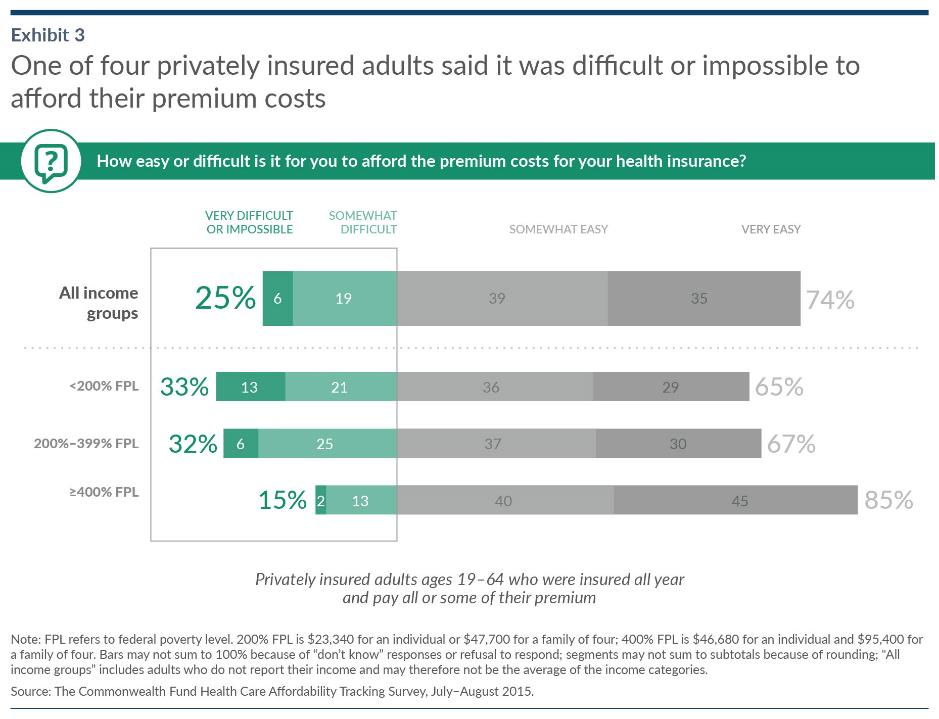 Exhibit 3
One of four privately insured adults said it was difficult or impossible to
afford their premium costs
?
How easy or difficult is it for you to afford the premium costs for your health insurance?
VERY DIFFICULT
OR IMPOSSIBLE
SOMEWHAT
DIFFICULT
SOMEWHAT EASY
VERY EASY
All income
groups
25% 6 19 39 35 74%
<200% FPL 33% 13 21 36 29 65%
200%–399% FPL 32% 6 25 37 30 67%
≥400% FPL 15% 2 13 40 45 85%
Privately insured adults ages 19–64 who were insured all year
and pay all or some of their premium
Note: FPL refers to federal poverty level. 200% FPL is $23,340 for an individual or $47,700 for a family of four; 400% FPL is $46,680 for an individual and $95,400 for
a family of four. Bars may not sum to 100% because of “don’t know” responses or refusal to respond; segments may not sum to subtotals because of rounding; “All
income groups” includes adults who do not report their income and may therefore not be the average of the income categories.
Source: The Commonwealth Fund Health Care Affordability Tracking Survey, July–August 2015.